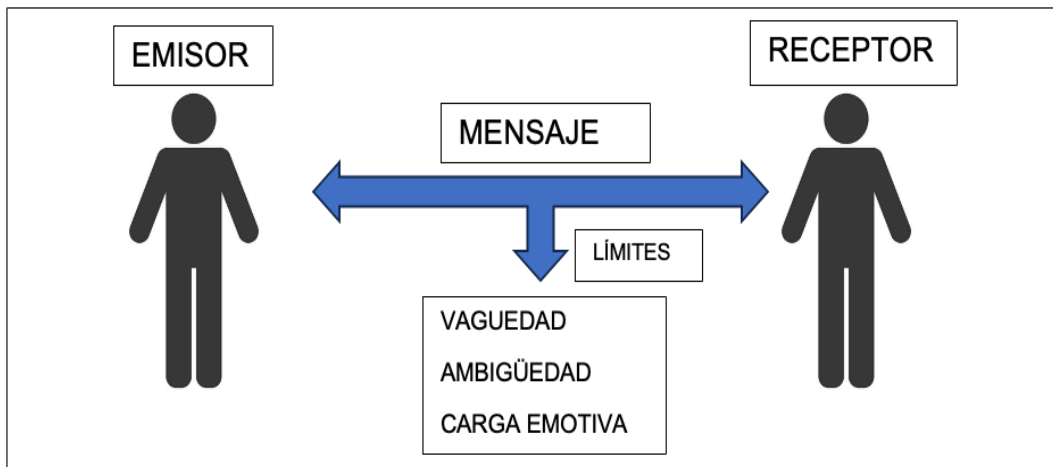 EMISOR
RECEPTOR
MENSAJE
LÍMITES
VAGUEDAD
AMBIGÜEDAD
CARGA EMOTIVA